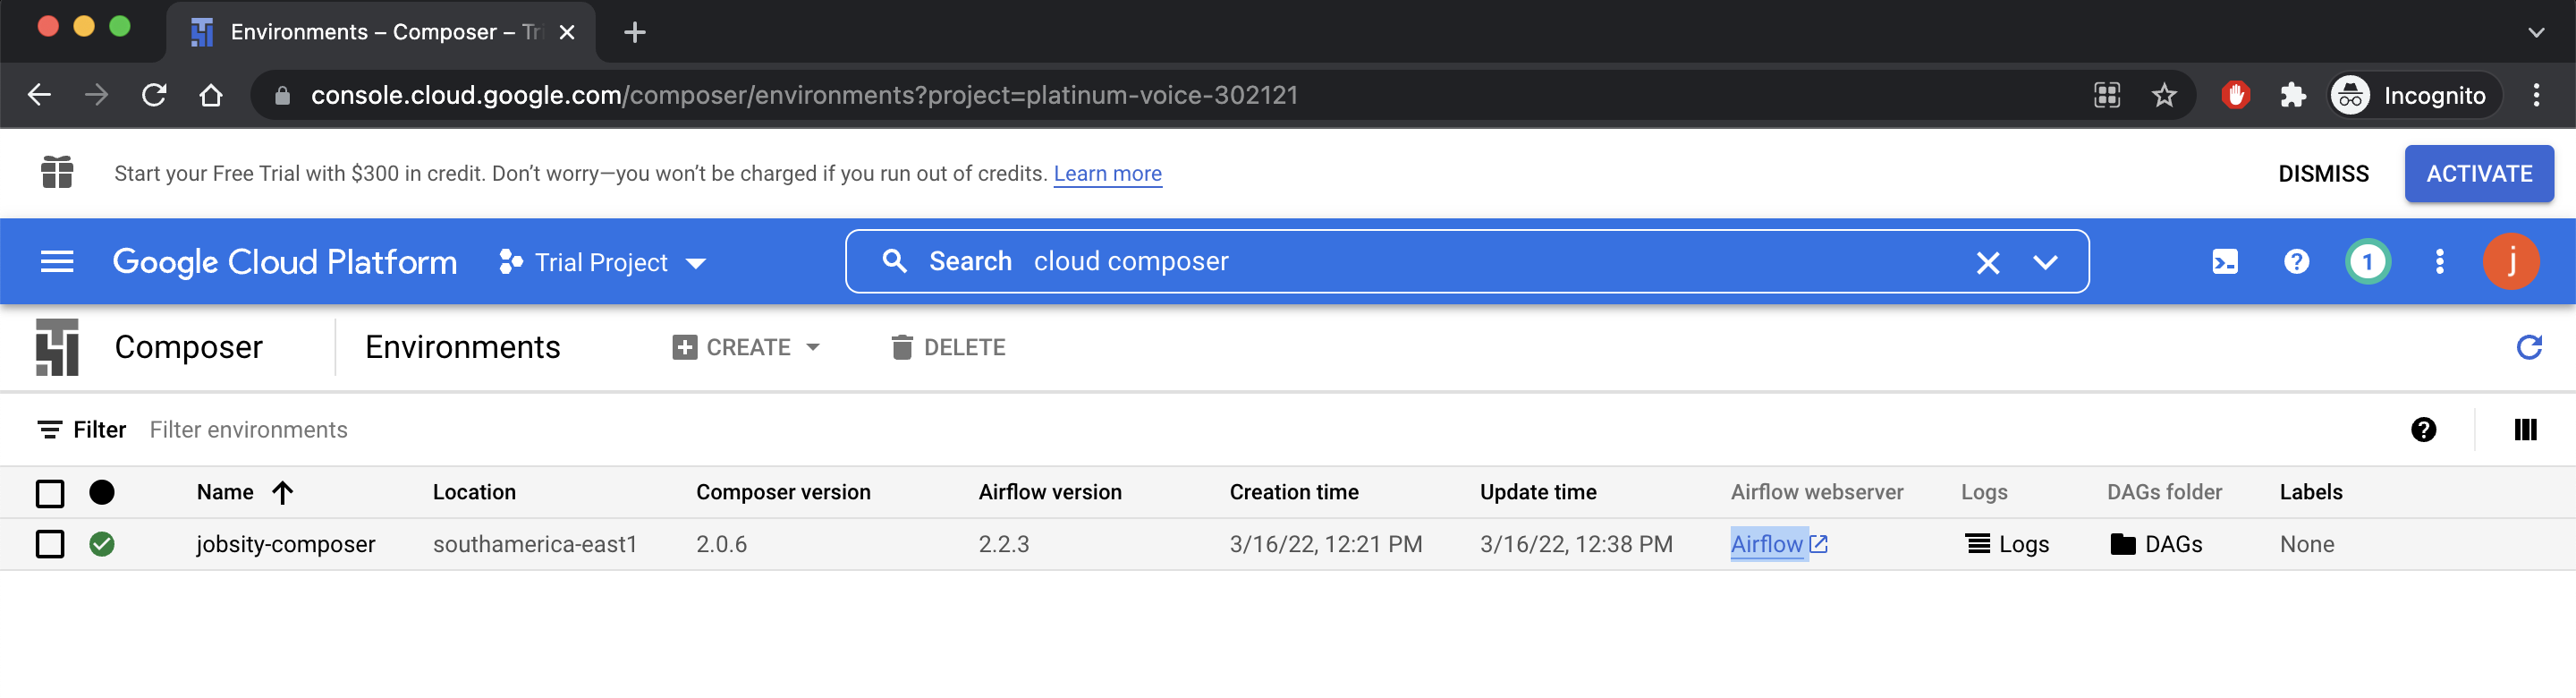 Environments – Composer – Tri
console.cloud.google.com/composer/environments?project=platinum-voice-302121
Incognito
Start your Free Trial with $300 in credit. Don’t worry—you won’t be charged if you run out of credits. Learn more
DISMISS
ACTIVATE
Google Cloud Platform
Trial Project
Search cloud composer
1
j
Composer
Environments
CREATE
DELETE
Filter Filter environments
Name Location Composer version Airflow version Creation time Update time Airflow webserver Logs DAGs folder Labels
jobsity-composer southamerica-east1 2.0.6 2.2.3 3/16/22, 12:21 PM 3/16/22, 12:38 PM Airflow Logs DAGs None